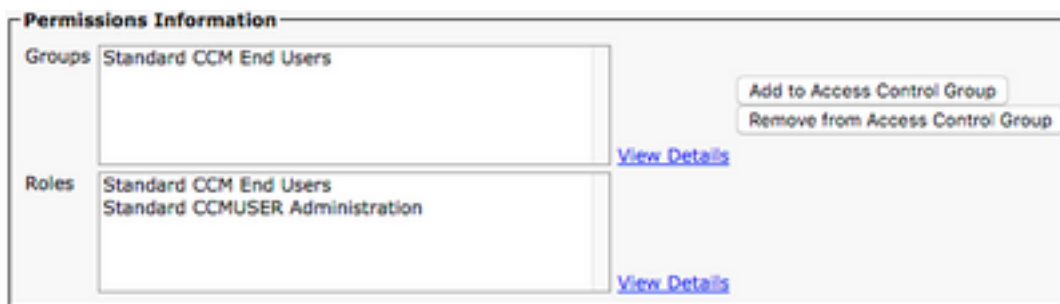 Permissions Information
Groups Standard CCM End Users
Add to Access Control Group
Remove from Access Control Group
View Details
Roles Standard CCM End Users
Standard CCMUSER Administration
View Details